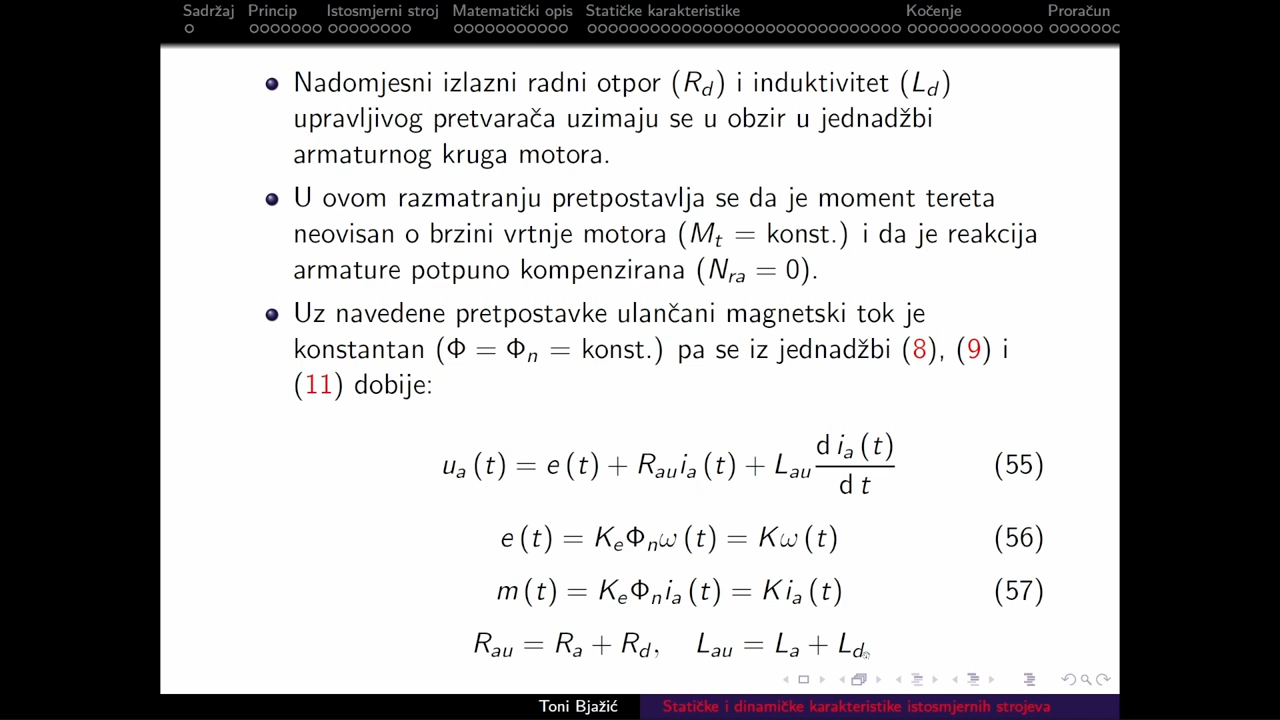 Sadržaj Princip Istosmjerni stroj Matematički opis Statičke karakteristike Kočenje Proračun
Nadomjesni izlazni radni otpor (R_d) i induktivitet (L_d)
upravljivog pretvarača uzimaju se u obzir u jednadžbi
armaturnog kruga motora.
U ovom razmatranju pretpostavlja se da je moment tereta
neovisan o brzini vrtnje motora (M_t = konst.) i da je reakcija
armature potpuno kompenzirana (N_ra = 0).
Uz navedene pretpostavke ulančani magnetski tok je
konstantan (Φ = Φ_n = konst.) pa se iz jednadžbi (8), (9) i
(11) dobije:
u_a (t) = e (t) + R_au i_a (t) + L_au d i_a (t) / d t (55)
e (t) = K_e Φ_n ω (t) = K ω (t) (56)
m (t) = K_e Φ_n i_a (t) = K i_a (t) (57)
R_au = R_a + R_d, L_au = L_a + L_d.
Toni Bjažić Statičke i dinamičke karakteristike istosmjernih strojeva